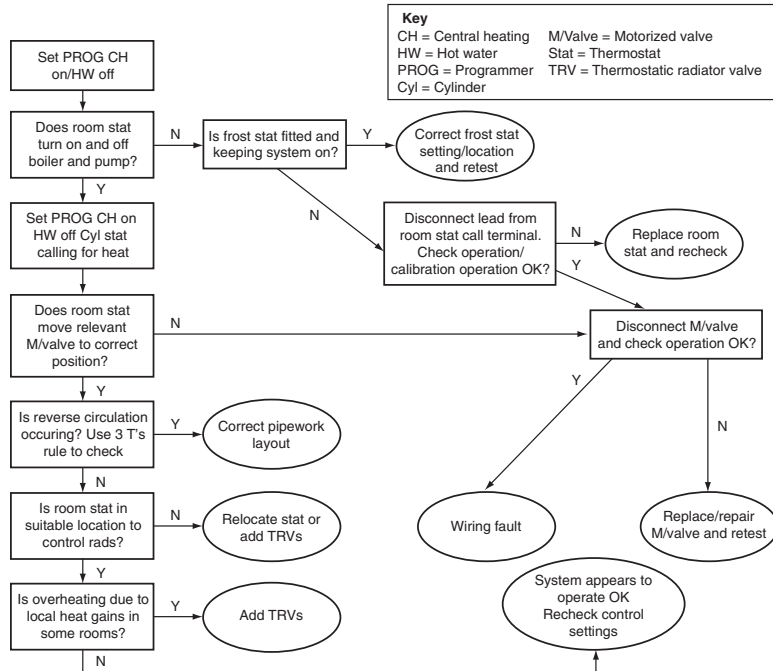 Key
CH = Central heating
HW = Hot water
PROG = Programmer
Cyl = Cylinder
M/Valve = Motorized valve
Stat = Thermostat
TRV = Thermostatic radiator valve
Set PROG CH
on/HW off
Does room stat
turn on and off
boiler and pump?
N
Is frost stat fitted and
keeping system on?
Y
Correct frost stat
setting/location
and retest
Y
N
Set PROG CH on
HW off Cyl stat
calling for heat
Disconnect lead from
room stat call terminal.
Check operation/
calibration operation OK?
N
Y
Replace room
stat and recheck
Does room stat
move relevant
M/valve to correct
position?
N
Disconnect M/valve
and check operation OK?
Y
Y
N
Is reverse circulation
occuring? Use 3 T's
rule to check
Y
Correct pipework
layout
N
Is room stat in
suitable location to
control rads?
N
Relocate stat or
add TRVs
Wiring fault
Replace/repair
M/valve and retest
Y
Is overheating due to
local heat gains in
some rooms?
Y
Add TRVs
System appears to
operate OK
Recheck control
settings
N